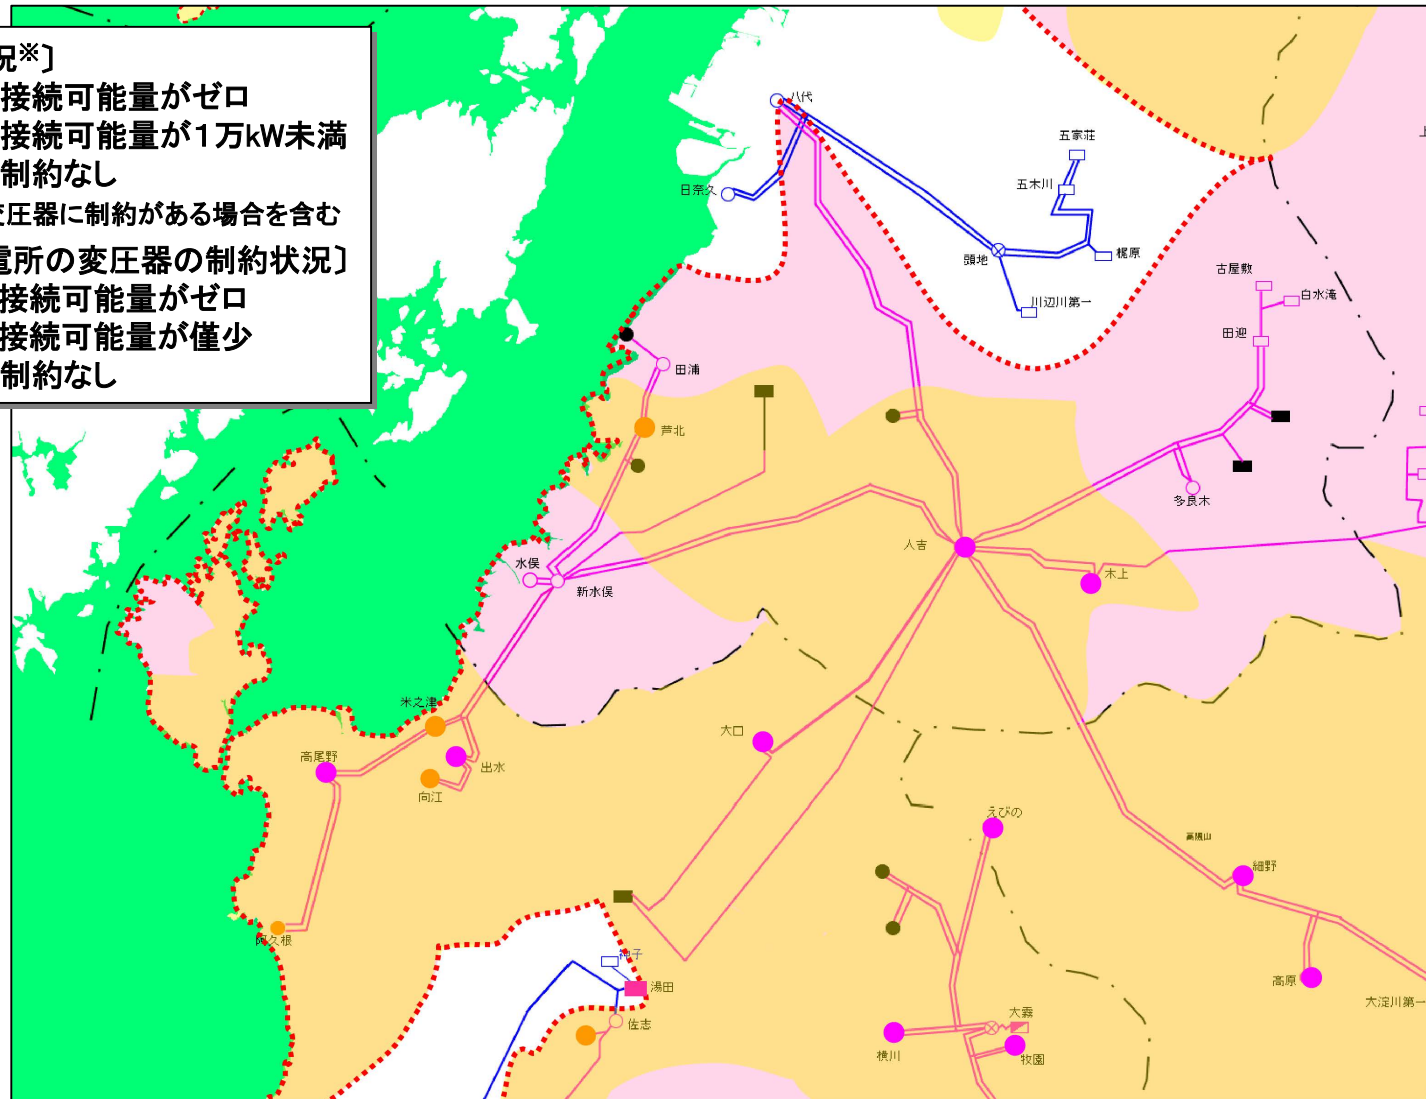 況※〕
接続可能量がゼロ
接続可能量が１万kW未満
制約なし
変圧器に制約がある場合を含む
電所の変圧器の制約状況〕
接続可能量がゼロ
接続可能量が僅少
制約なし
八代
上
五家荘
日奈久
五木川
頭地
梶原
古屋敷
白水滝
川辺川第一
田迎
田浦
芦北
多良木
人吉
水俣
木上
新水俣
米之津
大口
高尾野
出水
向江
えびの
細野
阿久根
神子
湯田
高原
大淀川第一
大霧
佐志
横川
牧園